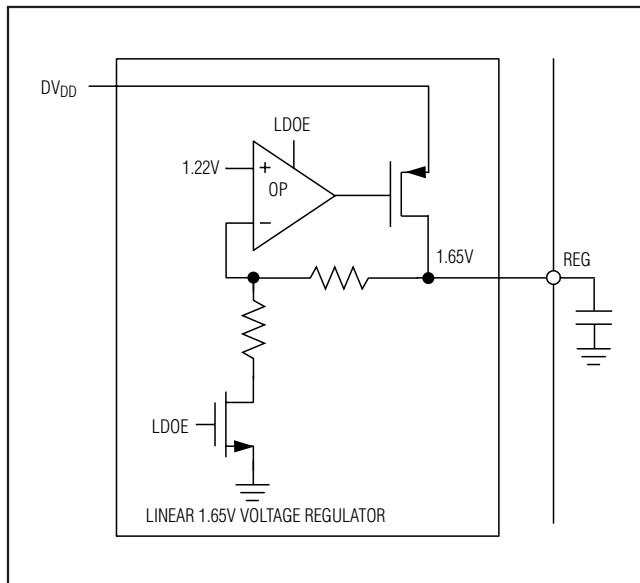 DVDD
LDOE
1.22V
+
OP
−
1.65V
REG
LDOE
LINEAR 1.65V VOLTAGE REGULATOR